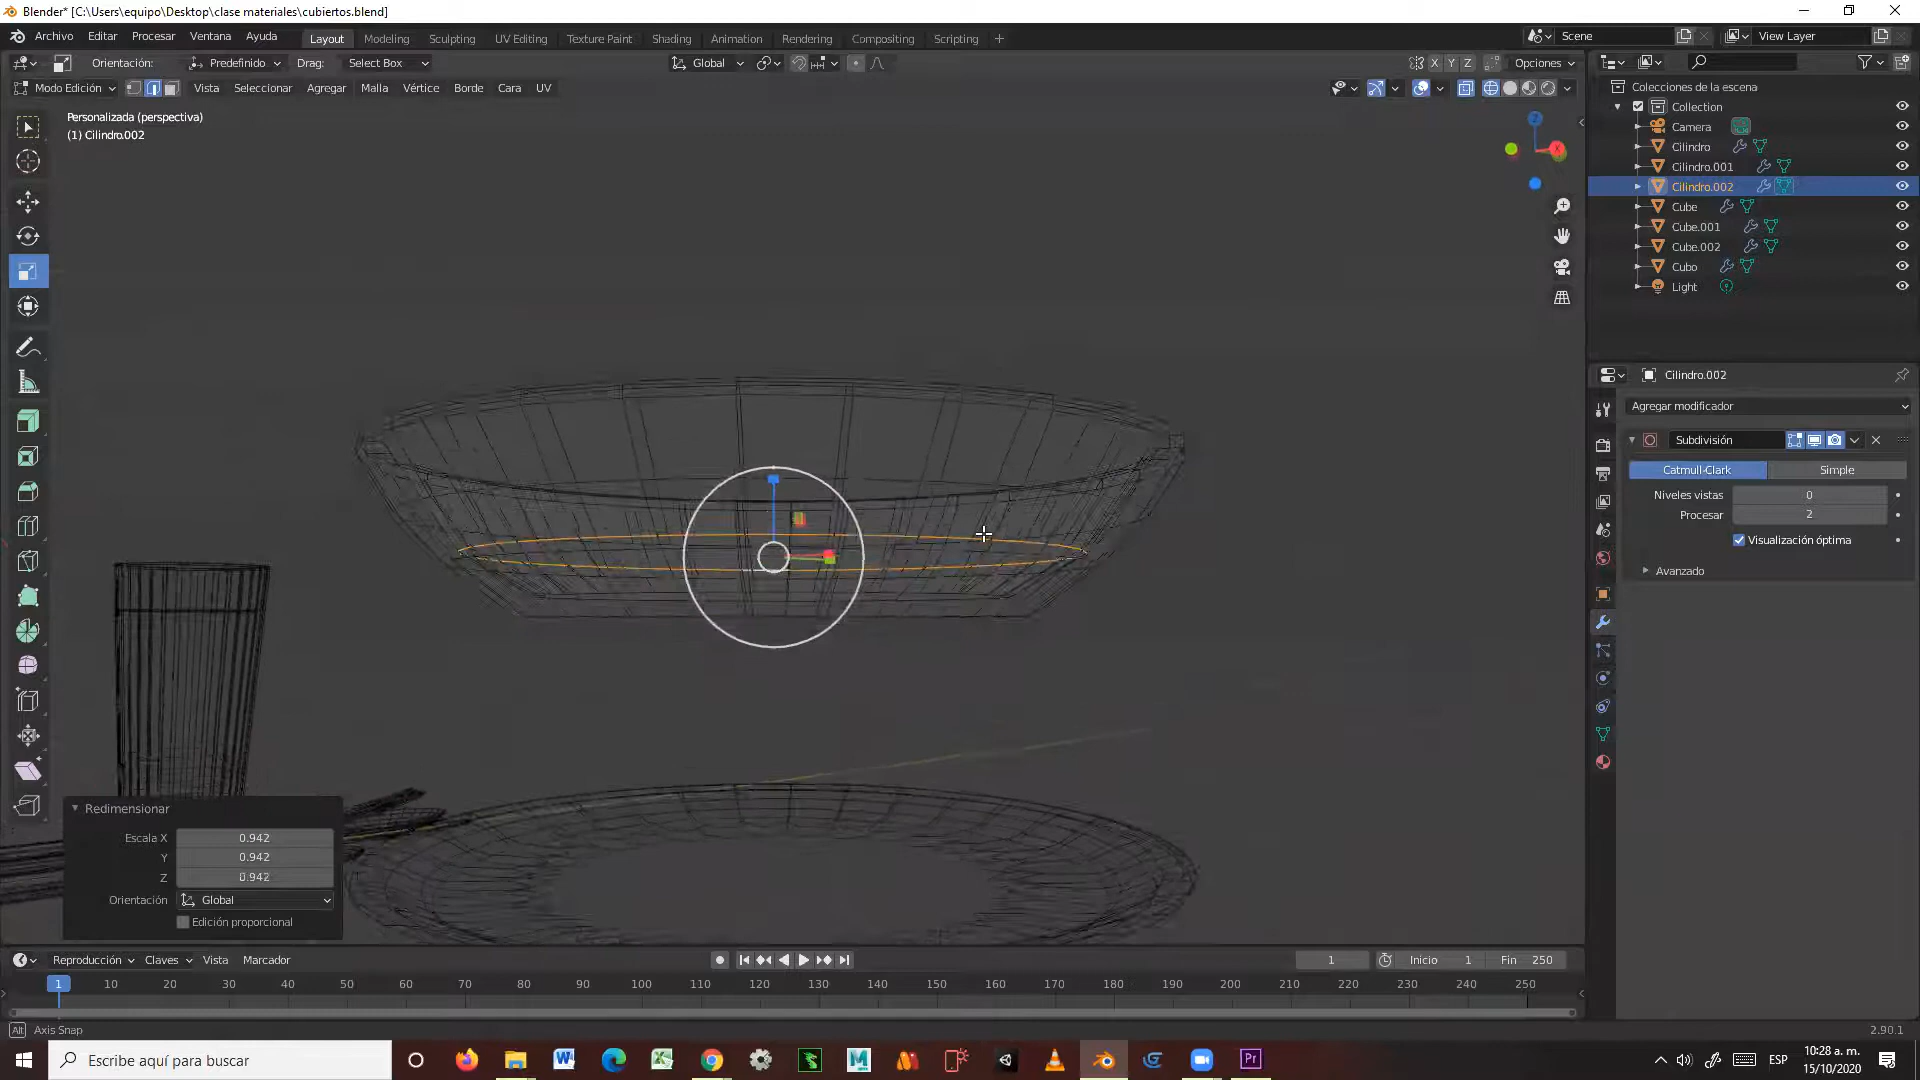 Blender* [C:\Users\equipo\Desktop\clase materiales\cubiertos.blend]
Archivo Editar Procesar Ventana Ayuda Layout Modeling Sculpting UV Editing Texture Paint Shading Animation Rendering Compositing Scripting + Scene View Layer
Orientación: Predefinido Drag: Select Box Global X Y Z Opciones
Modo Edición Vista Seleccionar Agregar Malla Vértice Borde Cara UV
Personalizada (perspectiva)
(1) Cilindro.002
Z
X
Colecciones de la escena
Collection
Camera
Cilindro
Cilindro.001
Cilindro.002
Cube
Cube.001
Cube.002
Cubo
Light
Cilindro.002
Agregar modificador
Subdivisión
Catmull-Clark Simple
Niveles vistas 0
Procesar 2
Visualización óptima
Avanzado
Redimensionar
Escala X 0.942
Y 0.942
Z 0.942
Orientación Global
Edición proporcional
Reproducción Claves Vista Marcador 1 Inicio 1 Fin 250
1 10 20 30 40 50 60 70 80 90 100 110 120 130 140 150 160 170 180 190 200 210 220 230 240 250
Alt Axis Snap 2.90.1
Escribe aquí para buscar
ESP
10:28 a. m.
15/10/2020